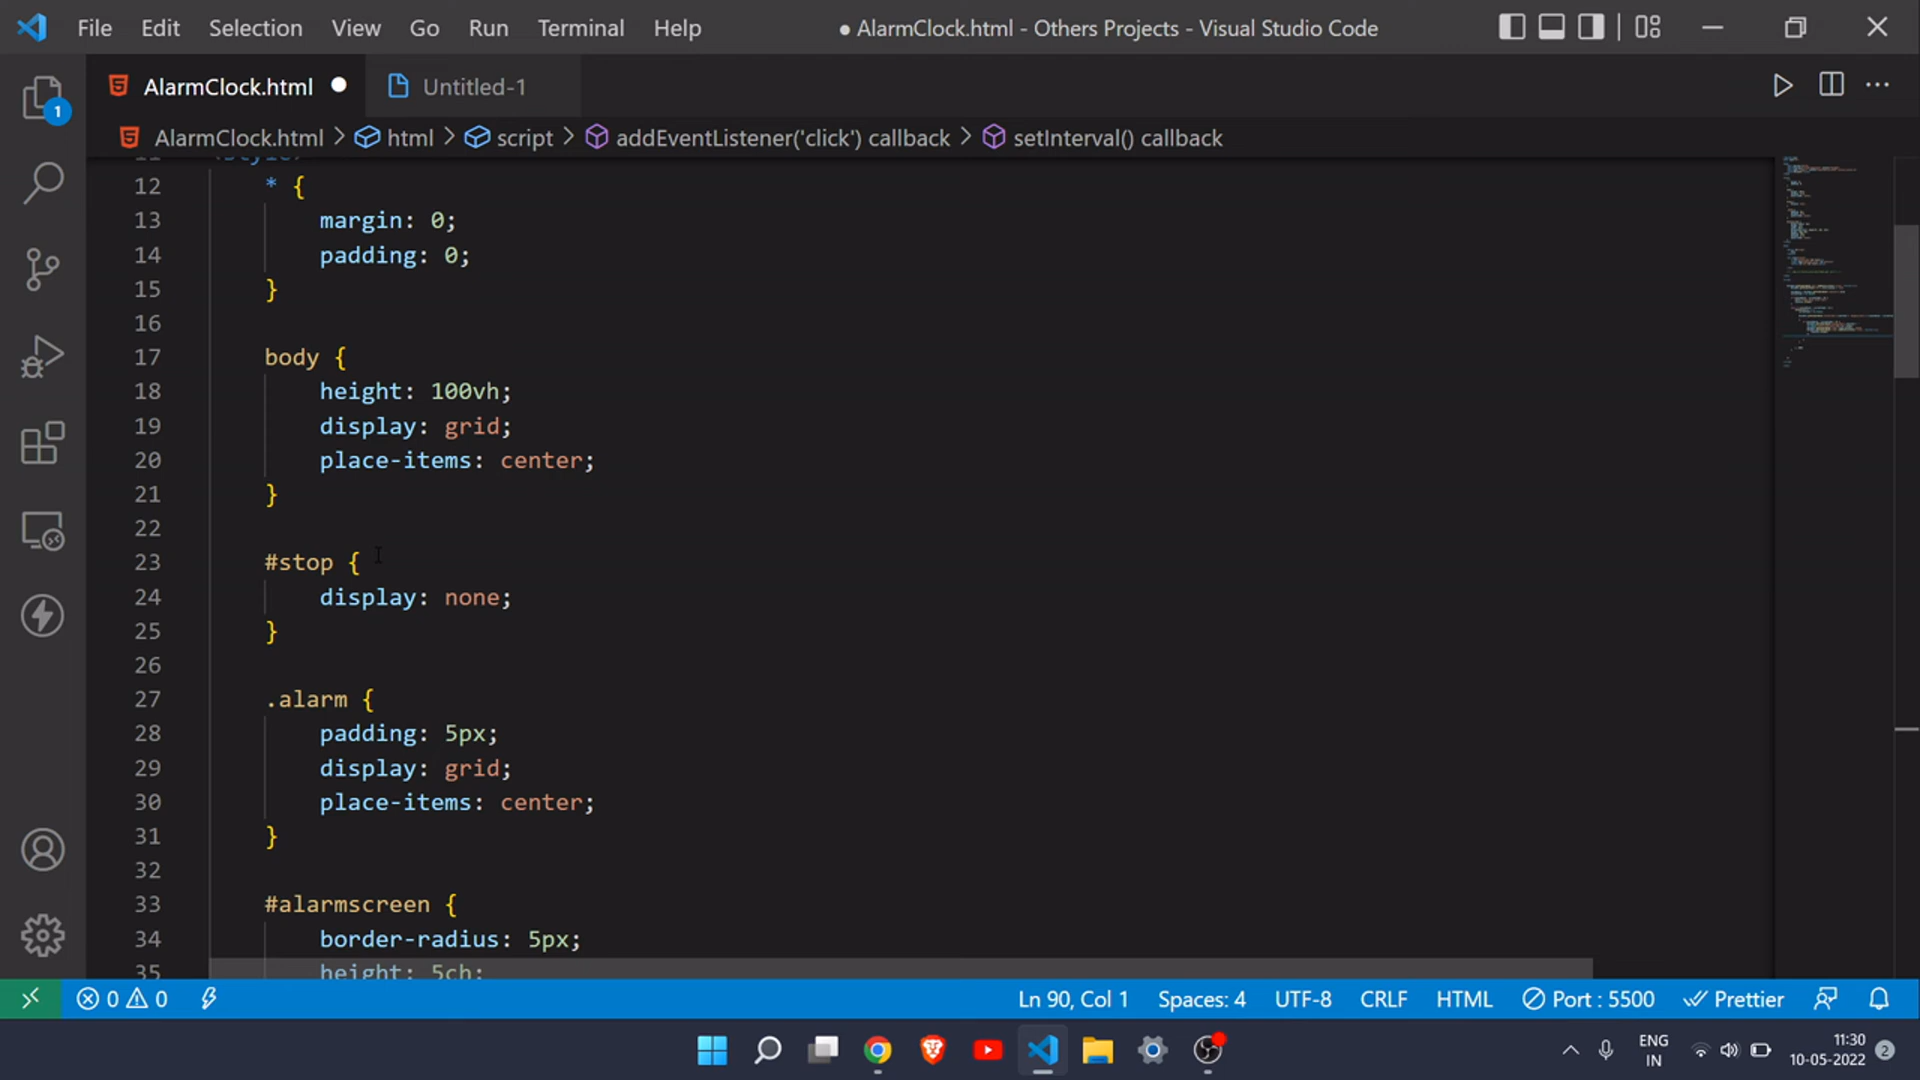 File Edit Selection View Go Run Terminal Help ● AlarmClock.html - Others Projects - Visual Studio Code
AlarmClock.html ● Untitled-1
1
AlarmClock.html > html > script > addEventListener('click') callback > setInterval() callback
11 <style>
12 * {
13 margin: 0;
14 padding: 0;
15 }
16
17 body {
18 height: 100vh;
19 display: grid;
20 place-items: center;
21 }
22
23 #stop {
24 display: none;
25 }
26
27 .alarm {
28 padding: 5px;
29 display: grid;
30 place-items: center;
31 }
32
33 #alarmscreen {
34 border-radius: 5px;
35 height: 5ch;
0 0 Ln 90, Col 1 Spaces: 4 UTF-8 CRLF HTML Port : 5500 Prettier
ENG
IN
11:30
10-05-2022
2